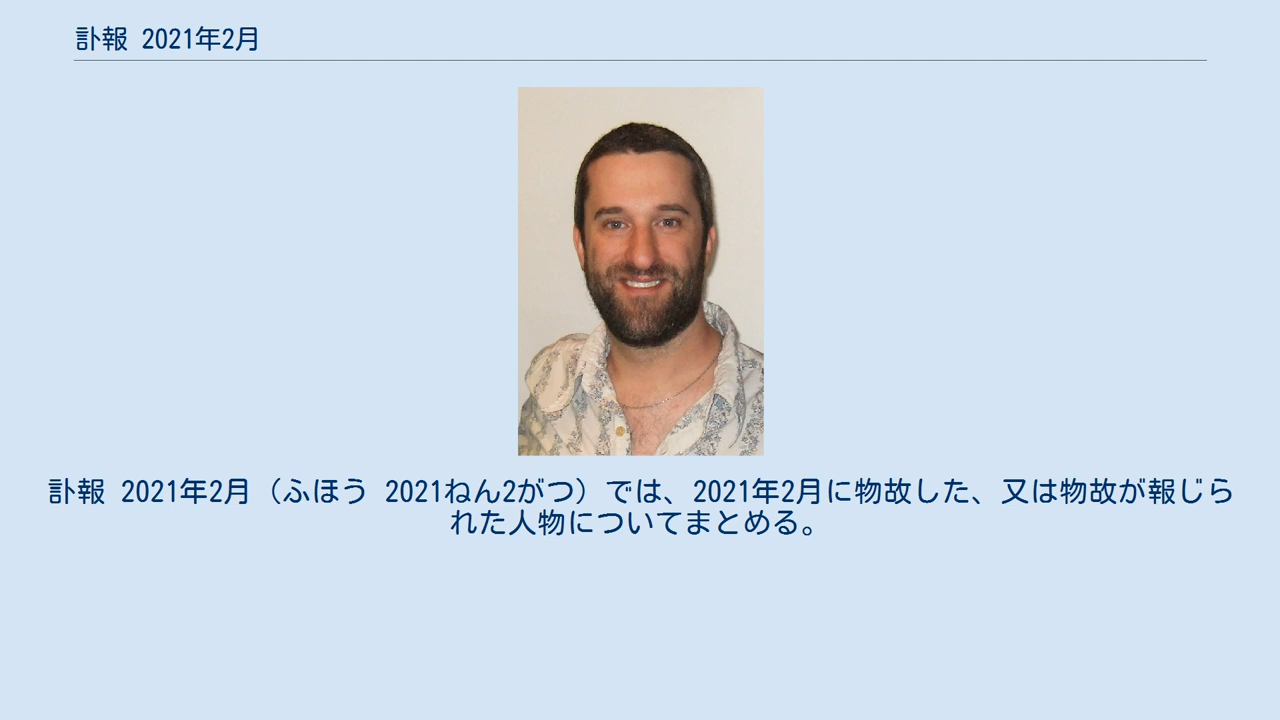 訃報 2021年2月
訃報 2021年2月（ふほう 2021ねん2がつ）では、2021年2月に物故した、又は物故が報じら
れた人物についてまとめる。